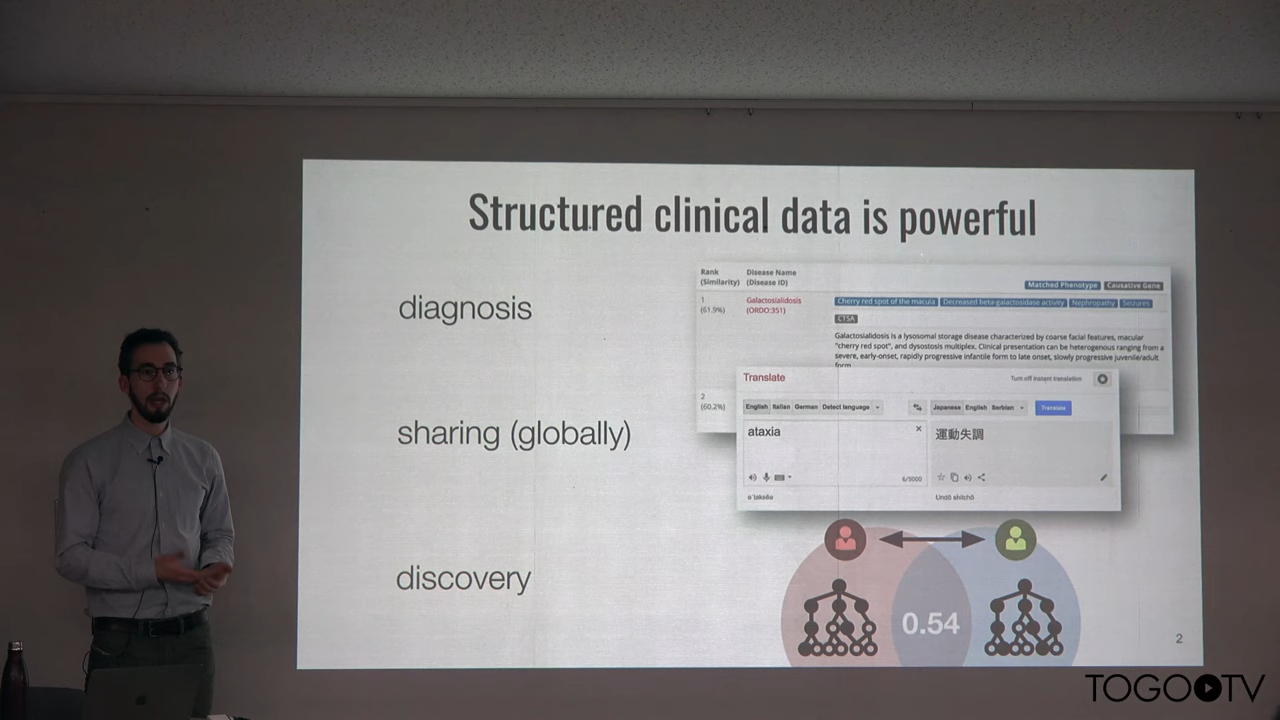 Structured clinical data is powerful
diagnosis
sharing (globally)
discovery
Rank
(Similarity)
Disease Name
(Disease ID)
Matched Phenotype
Causative Gene
1
(61.9%)
Galactosialidosis
(ORDO:351)
Cherry red spot of the macula
Decreased beta-galactosidase activity
Nephropathy
Seizures
CTSA
Galactosialidosis is a lysosomal storage disease characterized by coarse facial features, macular
"cherry red spot", and dysostosis multiplex. Clinical presentation can be heterogenous ranging from a
severe, early-onset, rapidly progressive infantile form to late onset, slowly progressive juvenile/adult
form
2
(60.2%)
Translate
Turn off instant translation
English Italian German Detect language
Japanese English Serbian
Translate
ataxia
運動失調
6/5000
Undō shitchō
0.54
2
TOGO TV